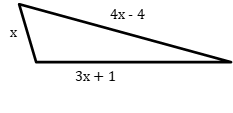 4x - 4
x
3x + 1